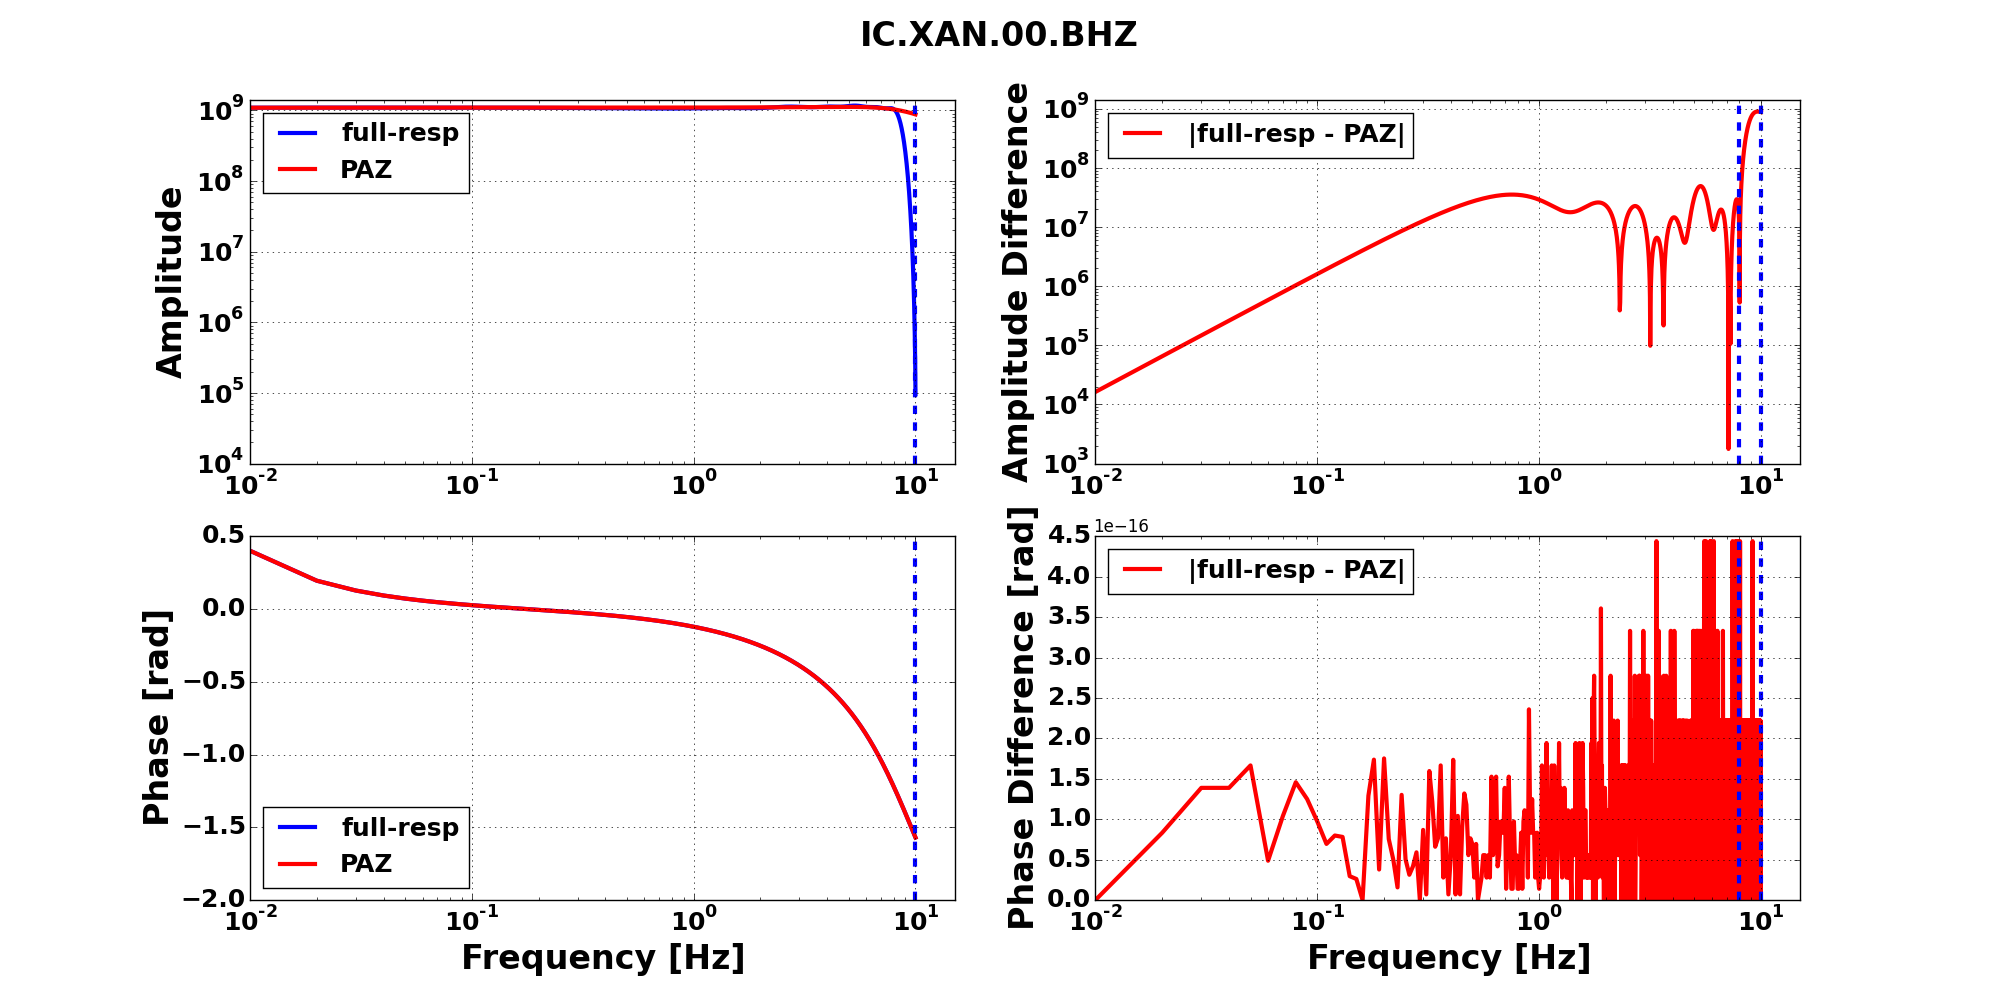 IC.XAN.00.BHZ
Amplitude
10^9
10^8
10^7
10^6
10^5
10^4
full-resp
PAZ
10^-2 10^-1 10^0 10^1
Amplitude Difference
10^9
10^8
10^7
10^6
10^5
10^4
10^3
|full-resp - PAZ|
10^-2 10^-1 10^0 10^1
Phase [rad]
0.5
0.0
−0.5
−1.0
−1.5
−2.0
full-resp
PAZ
10^-2 10^-1 10^0 10^1
Frequency [Hz]
Phase Difference [rad]
1e−16
4.5
4.0
3.5
3.0
2.5
2.0
1.5
1.0
0.5
0.0
|full-resp - PAZ|
10^-2 10^-1 10^0 10^1
Frequency [Hz]